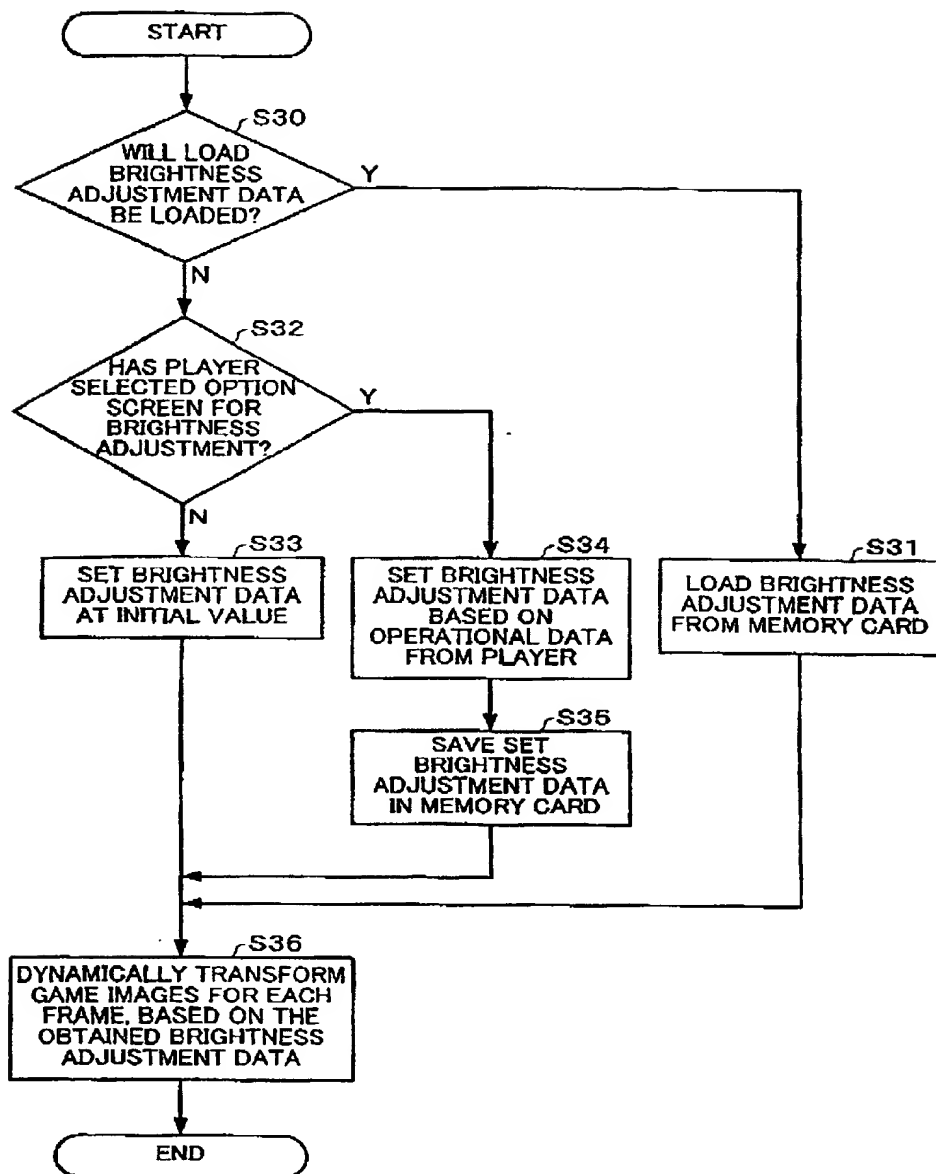 START
S30
WILL LOAD
BRIGHTNESS
ADJUSTMENT DATA
BE LOADED?
Y
N
S32
HAS PLAYER
SELECTED OPTION
SCREEN FOR
BRIGHTNESS
ADJUSTMENT?
Y
N
S33
SET BRIGHTNESS
ADJUSTMENT DATA
AT INITIAL VALUE
S34
SET BRIGHTNESS
ADJUSTMENT DATA
BASED ON
OPERATIONAL DATA
FROM PLAYER
S31
LOAD BRIGHTNESS
ADJUSTMENT DATA
FROM MEMORY CARD
S35
SAVE SET
BRIGHTNESS
ADJUSTMENT DATA
IN MEMORY CARD
S36
DYNAMICALLY TRANSFORM
GAME IMAGES FOR EACH
FRAME, BASED ON THE
OBTAINED BRIGHTNESS
ADJUSTMENT DATA
END